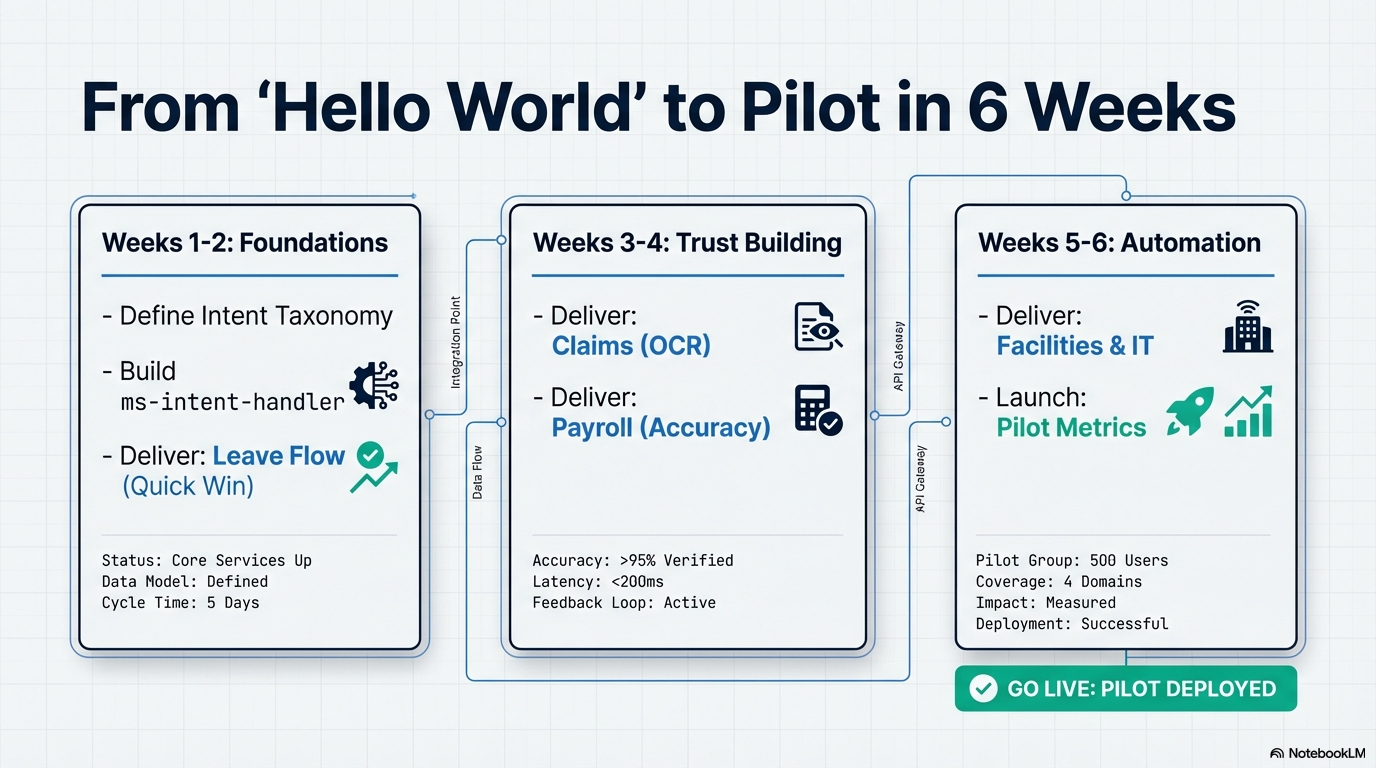 From ‘Hello World’ to Pilot in 6 Weeks
Weeks 1-2: Foundations
- Define Intent Taxonomy
- Build
ms-intent-handler
- Deliver: Leave Flow
(Quick Win)
Status: Core Services Up
Data Model: Defined
Cycle Time: 5 Days
Integration Point
Data Flow
Weeks 3-4: Trust Building
- Deliver:
Claims (OCR)
- Deliver:
Payroll (Accuracy)
Accuracy: >95% Verified
Latency: <200ms
Feedback Loop: Active
API Gateway
API Gateway
Weeks 5-6: Automation
- Deliver:
Facilities & IT
- Launch:
Pilot Metrics
Pilot Group: 500 Users
Coverage: 4 Domains
Impact: Measured
Deployment: Successful
GO LIVE: PILOT DEPLOYED
NotebookLM